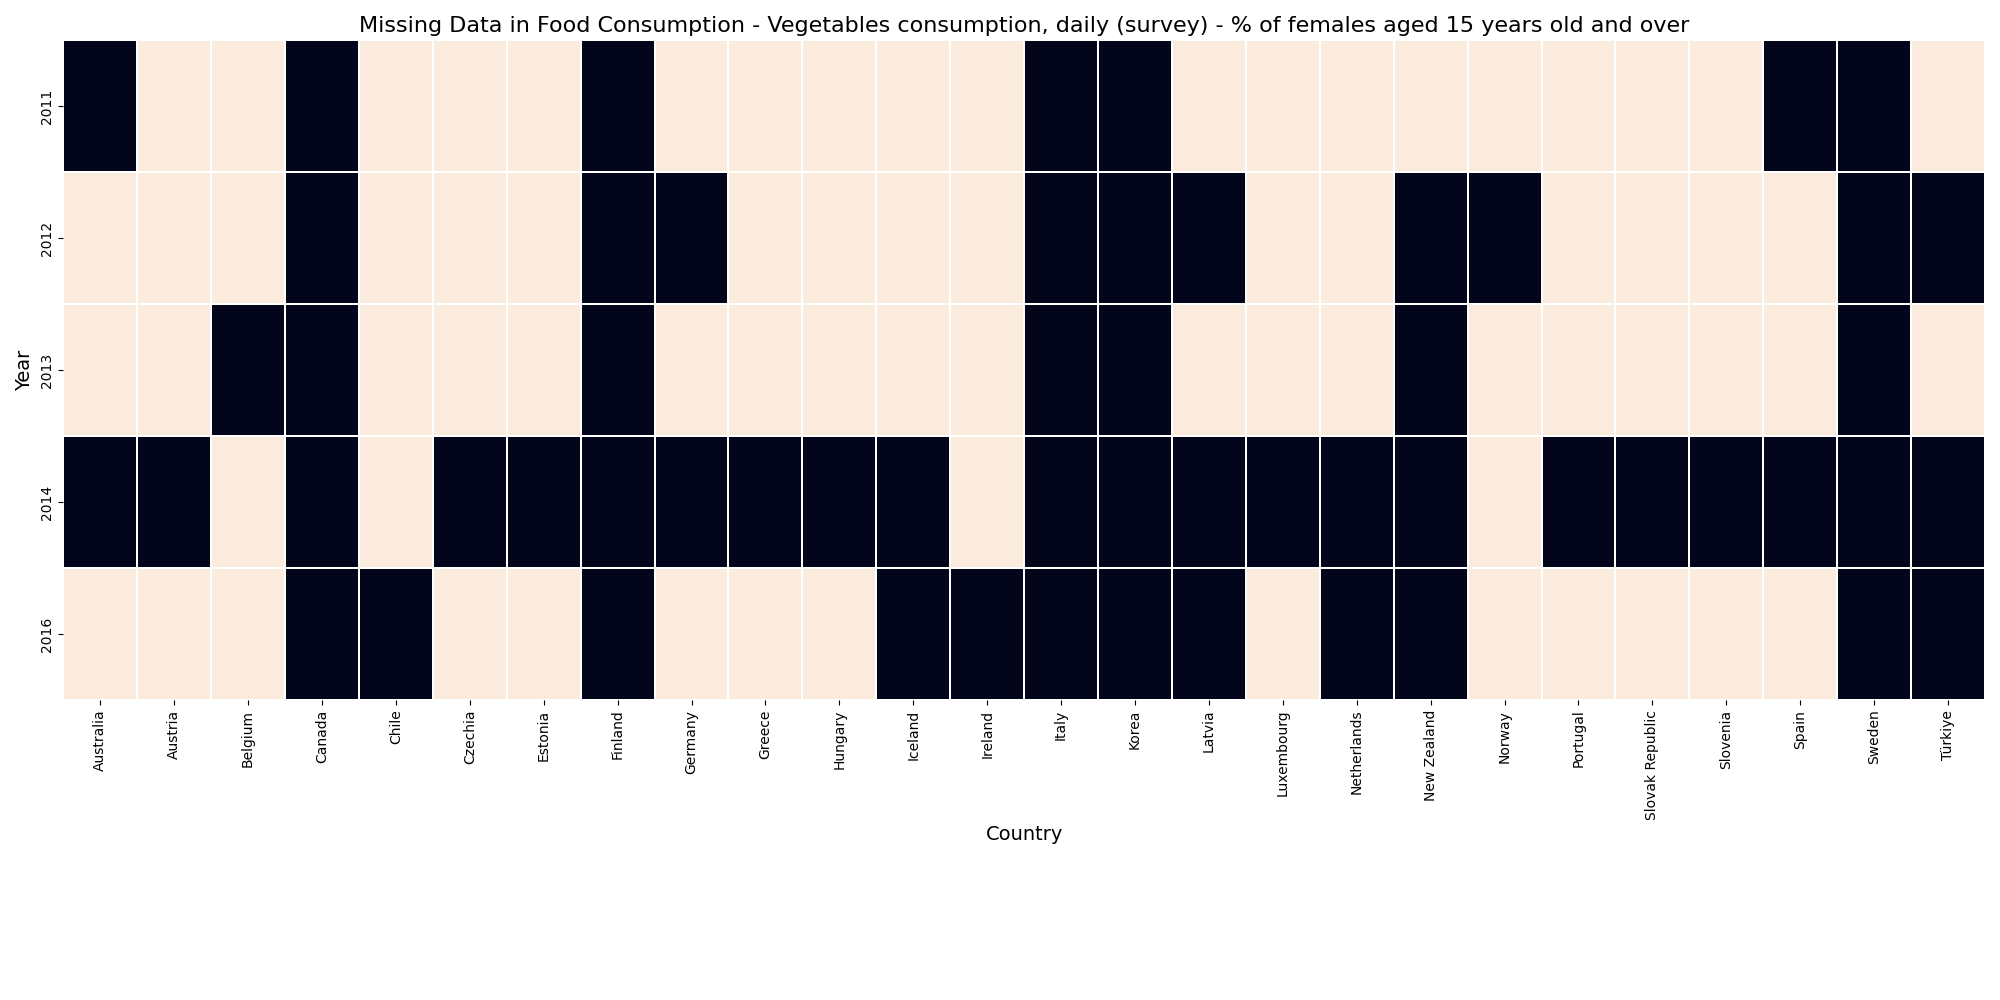 Missing Data in Food Consumption - Vegetables consumption, daily (survey) - % of females aged 15 years old and over
Year
2011
2012
2013
2014
2016
Australia
Austria
Belgium
Canada
Chile
Czechia
Estonia
Finland
Germany
Greece
Hungary
Iceland
Ireland
Italy
Korea
Latvia
Luxembourg
Netherlands
New Zealand
Norway
Portugal
Slovak Republic
Slovenia
Spain
Sweden
Türkiye
Country